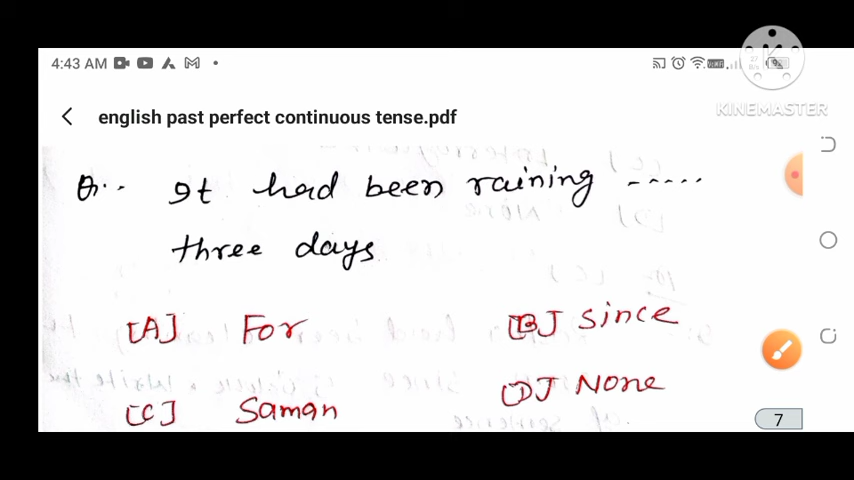 4:43 AM
KINEMASTER
english past perfect continuous tense.pdf
Q.. It had been raining .....
three days
[A] For
[B] Since
[C] Saman
[D] None
7